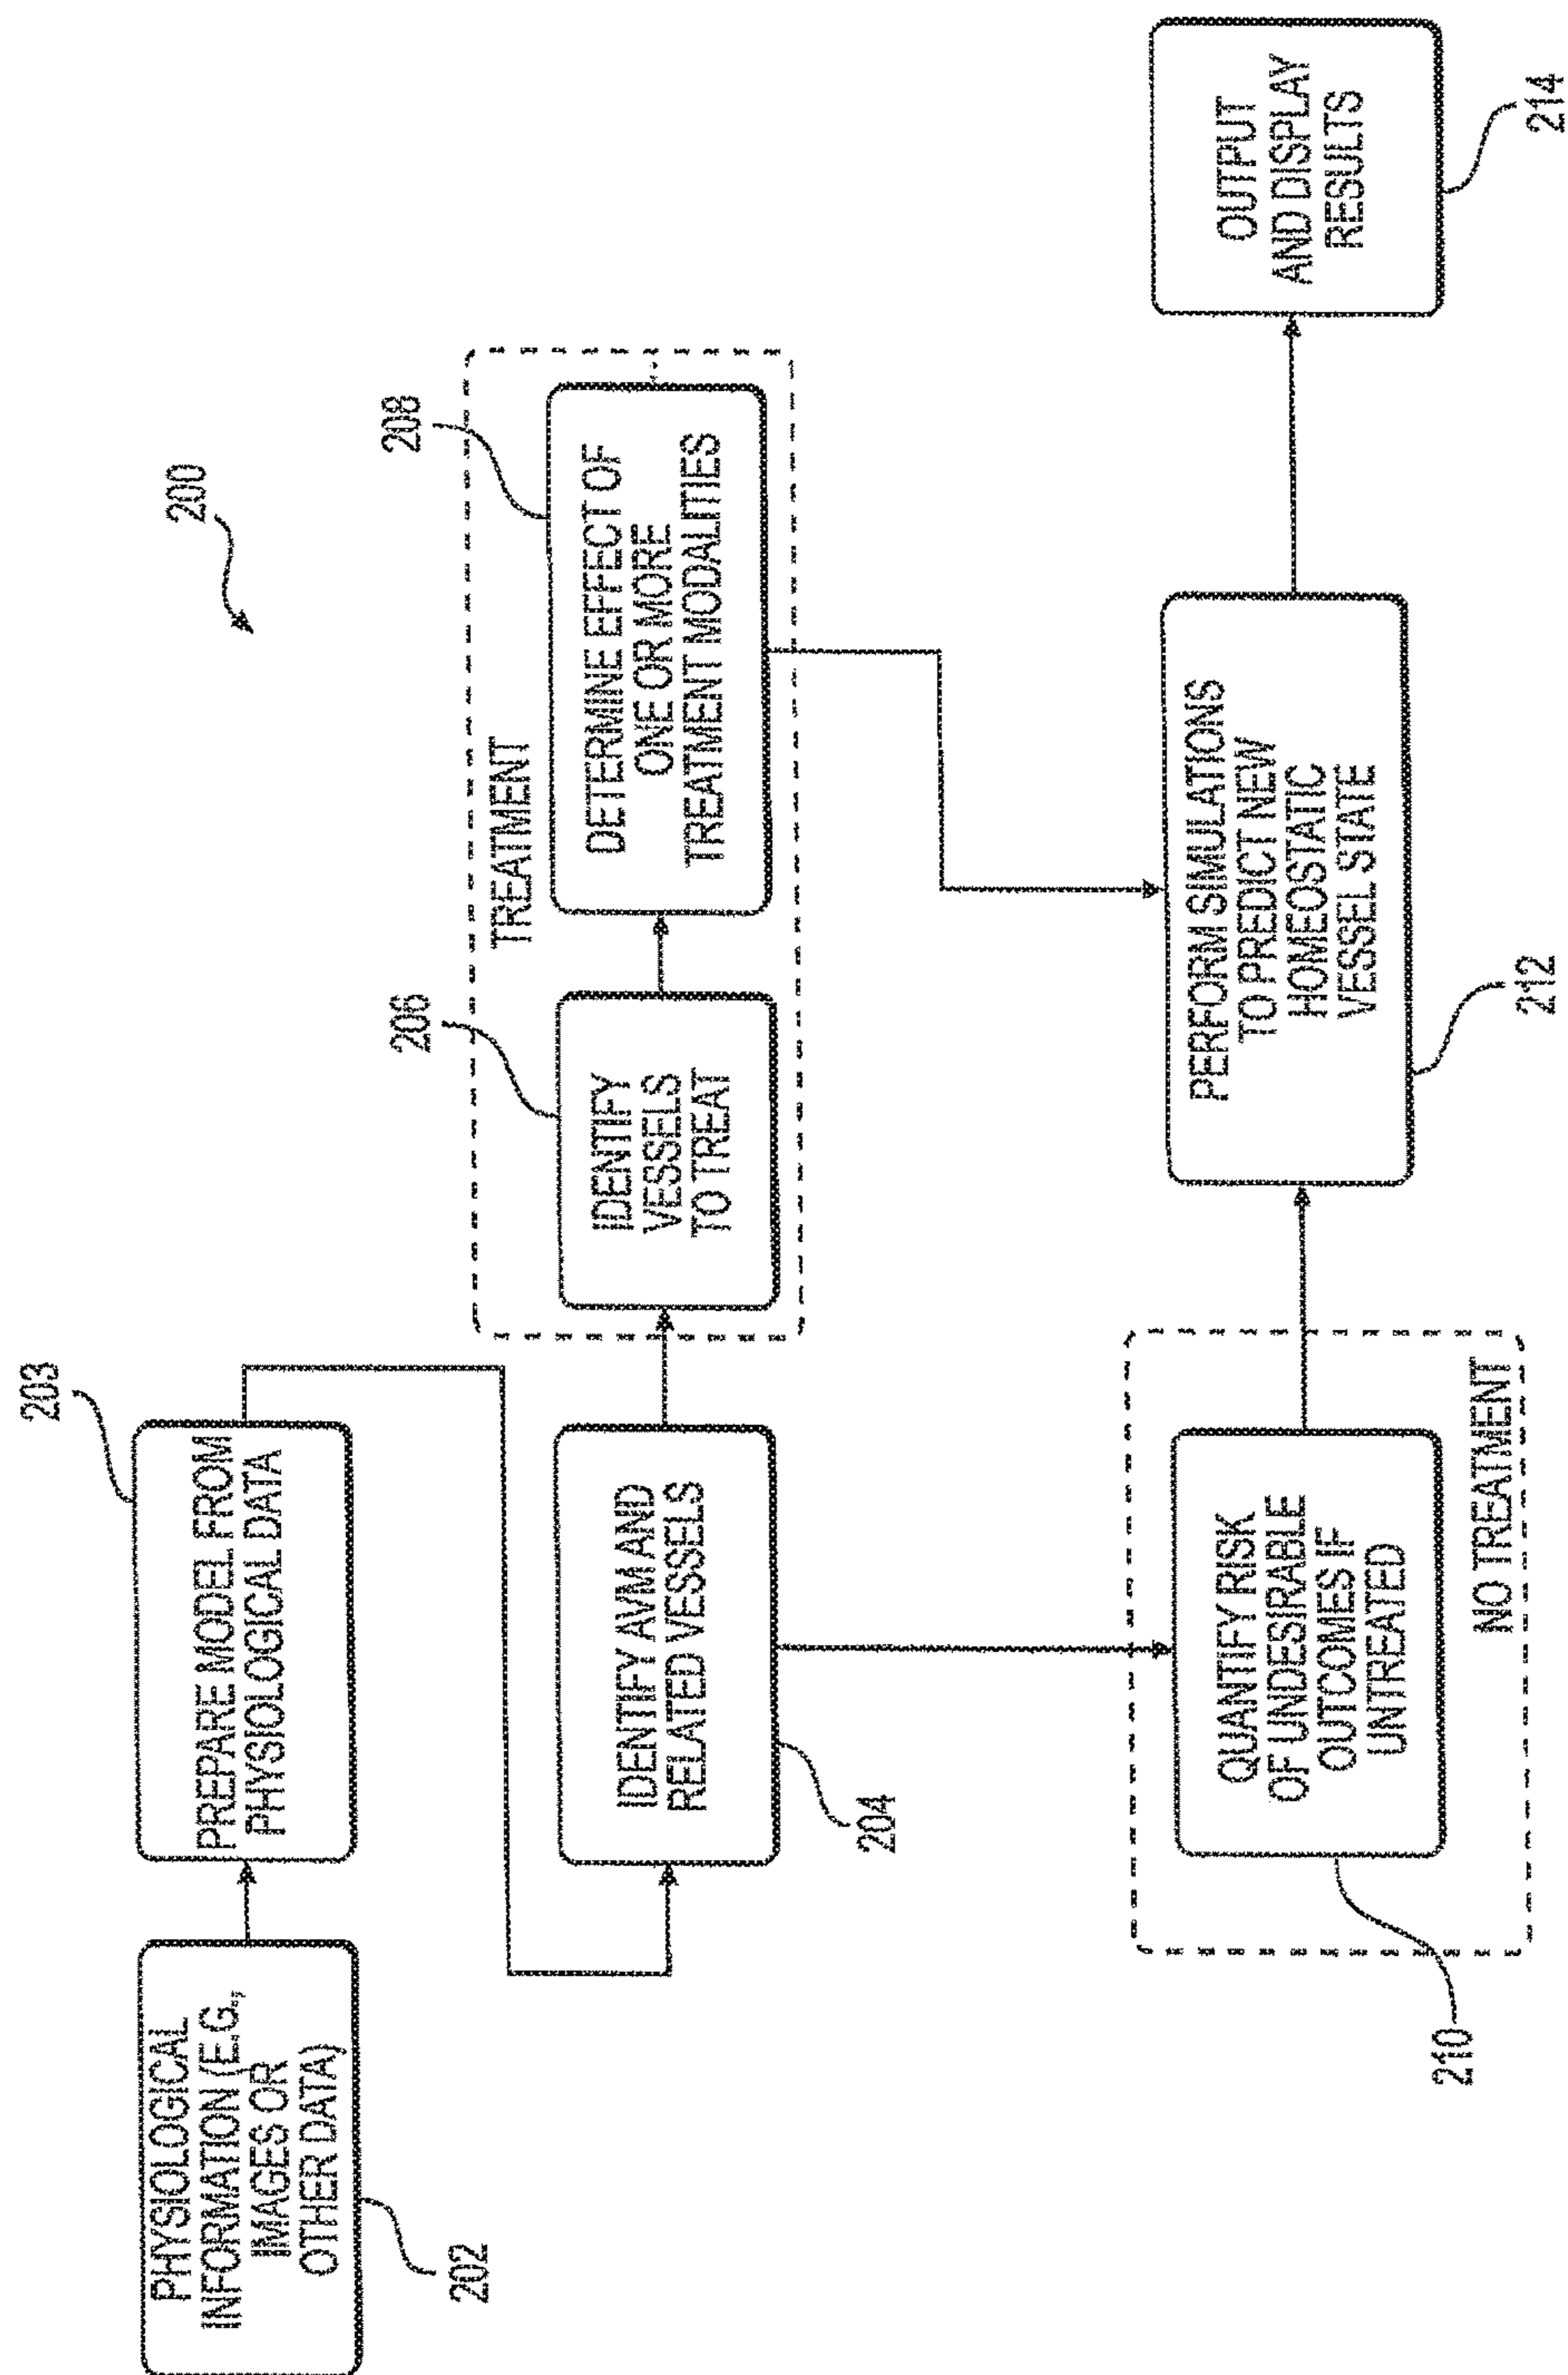 200
PHYSIOLOGICAL
INFORMATION (E.G.,
IMAGES OR
OTHER DATA)
202
PREPARE MODEL FROM
PHYSIOLOGICAL DATA
203
IDENTIFY AVM AND
RELATED VESSELS
204
TREATMENT
IDENTIFY
VESSELS
TO TREAT
206
DETERMINE EFFECT OF
ONE OR MORE
TREATMENT MODALITIES
208
QUANTIFY RISK
OF UNDESIRABLE
OUTCOMES IF
UNTREATED
NO TREATMENT
210
PERFORM SIMULATIONS
TO PREDICT NEW
HOMEOSTATIC
VESSEL STATE
212
OUTPUT
AND DISPLAY
RESULTS
214